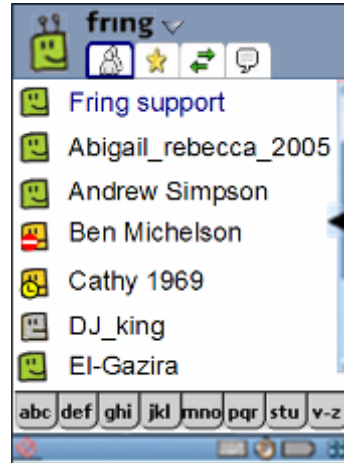 fring
Fring support
Abigail_rebecca_2005
Andrew Simpson
Ben Michelson
Cathy 1969
DJ_king
El-Gazira
abc def ghi jkl mno pqr stu v-z